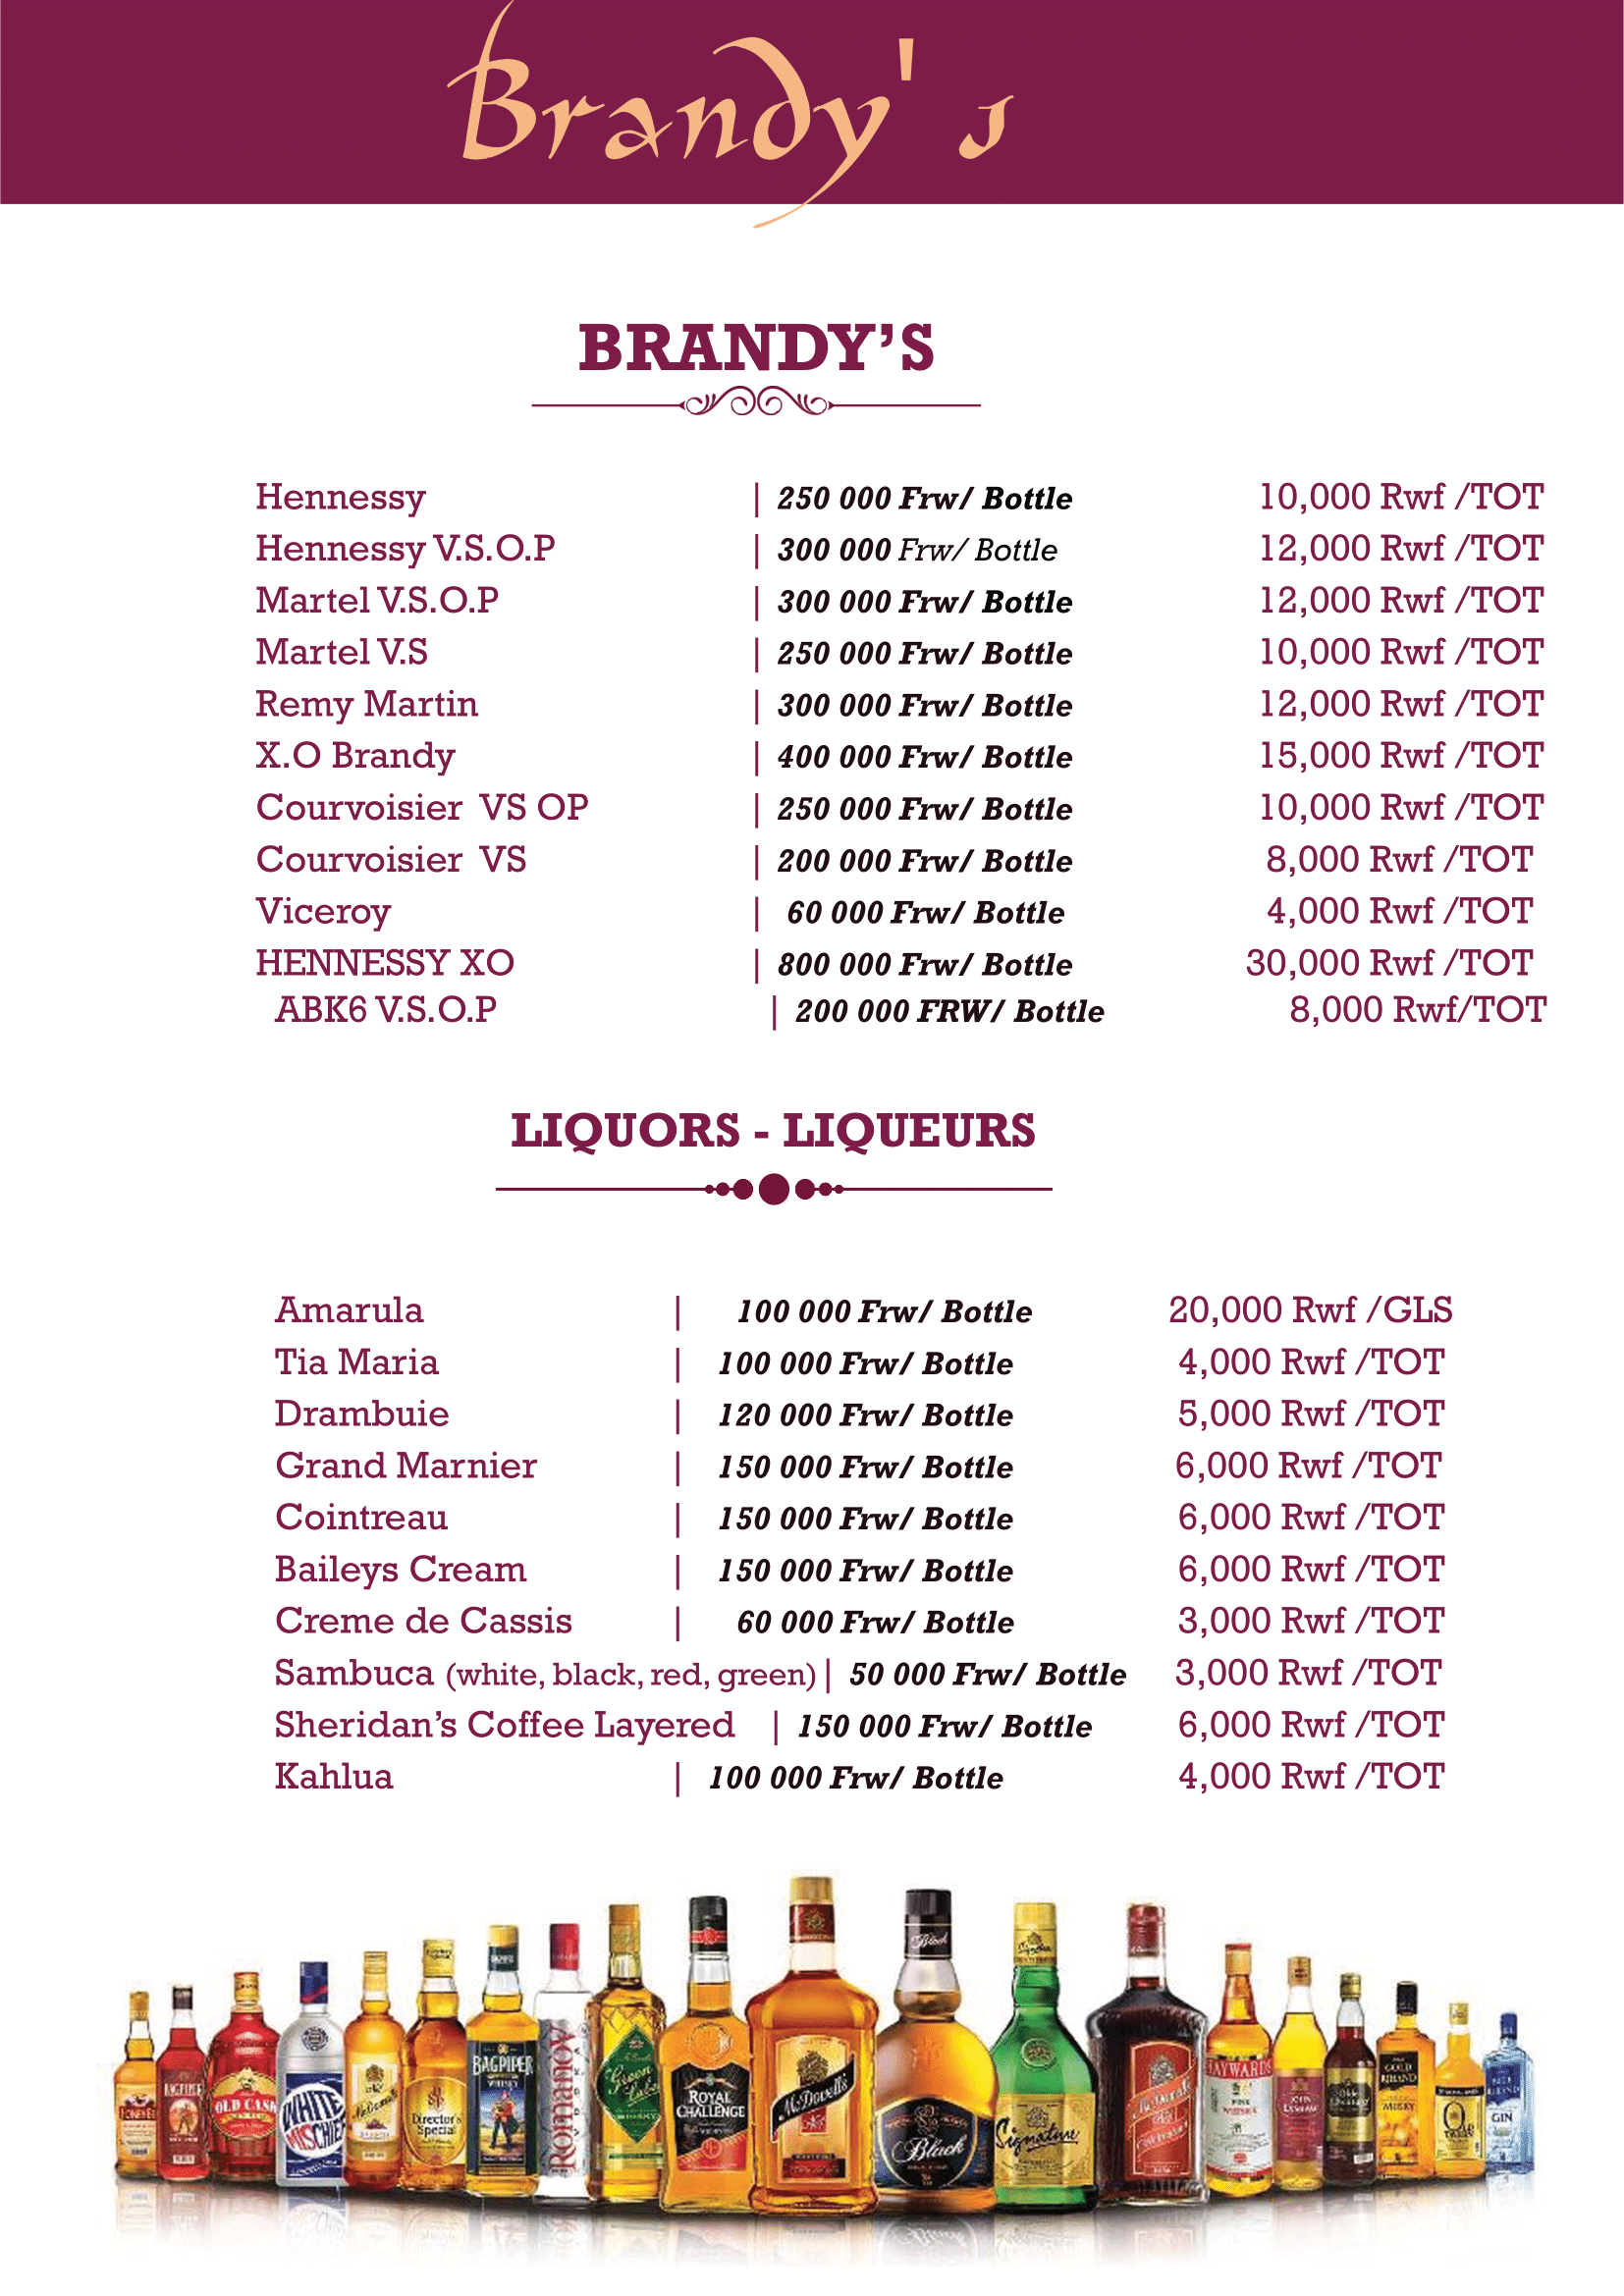 Brandy's
BRANDY’S
Hennessy | 250 000 Frw/ Bottle 10,000 Rwf /TOT
Hennessy V.S.O.P | 300 000 Frw/ Bottle 12,000 Rwf /TOT
Martel V.S.O.P | 300 000 Frw/ Bottle 12,000 Rwf /TOT
Martel V.S | 250 000 Frw/ Bottle 10,000 Rwf /TOT
Remy Martin | 300 000 Frw/ Bottle 12,000 Rwf /TOT
X.O Brandy | 400 000 Frw/ Bottle 15,000 Rwf /TOT
Courvoisier VS OP | 250 000 Frw/ Bottle 10,000 Rwf /TOT
Courvoisier VS | 200 000 Frw/ Bottle 8,000 Rwf /TOT
Viceroy | 60 000 Frw/ Bottle 4,000 Rwf /TOT
HENNESSY XO | 800 000 Frw/ Bottle 30,000 Rwf /TOT
ABK6 V.S.O.P | 200 000 FRW/ Bottle 8,000 Rwf/TOT
LIQUORS - LIQUEURS
Amarula | 100 000 Frw/ Bottle 20,000 Rwf /GLS
Tia Maria | 100 000 Frw/ Bottle 4,000 Rwf /TOT
Drambuie | 120 000 Frw/ Bottle 5,000 Rwf /TOT
Grand Marnier | 150 000 Frw/ Bottle 6,000 Rwf /TOT
Cointreau | 150 000 Frw/ Bottle 6,000 Rwf /TOT
Baileys Cream | 150 000 Frw/ Bottle 6,000 Rwf /TOT
Creme de Cassis | 60 000 Frw/ Bottle 3,000 Rwf /TOT
Sambuca (white, black, red, green) | 50 000 Frw/ Bottle 3,000 Rwf /TOT
Sheridan’s Coffee Layered | 150 000 Frw/ Bottle 6,000 Rwf /TOT
Kahlua | 100 000 Frw/ Bottle 4,000 Rwf /TOT
OLD CASK
WHITE
MISCHIEF
Director's
Special
BAGPIPER
WHISKY
Romanov
VODKA
Green
Label
ROYAL
CHALLENGE
McDowell's
Black
Black
Signature
HAYWARDS
GOLD
RIBAND
WHISKY
GIN